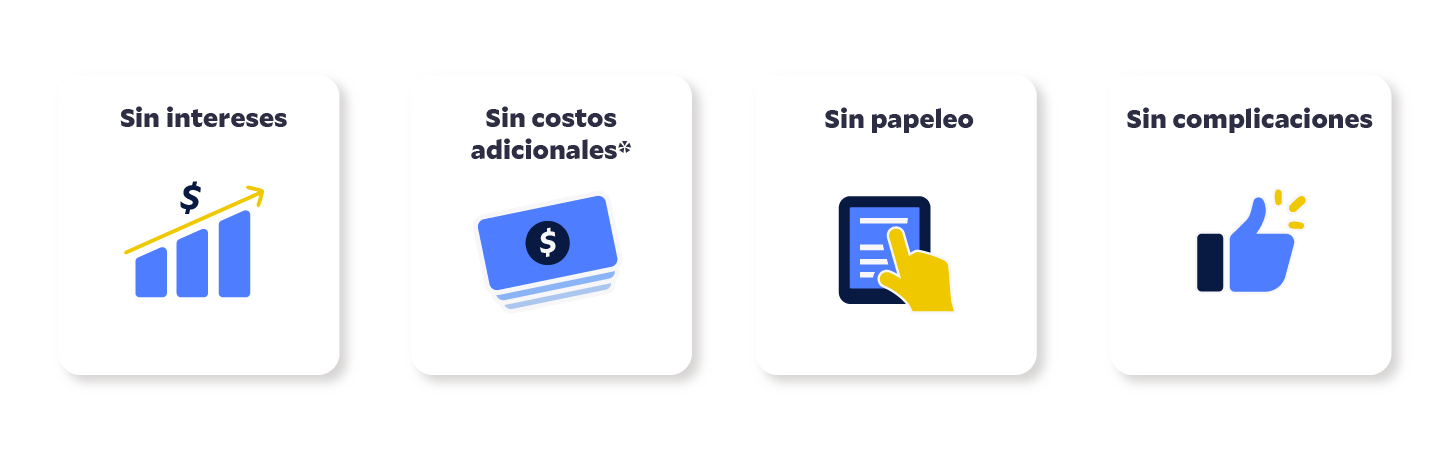 Sin intereses
$
Sin costos
adicionales*
$
Sin papeleo
Sin complicaciones